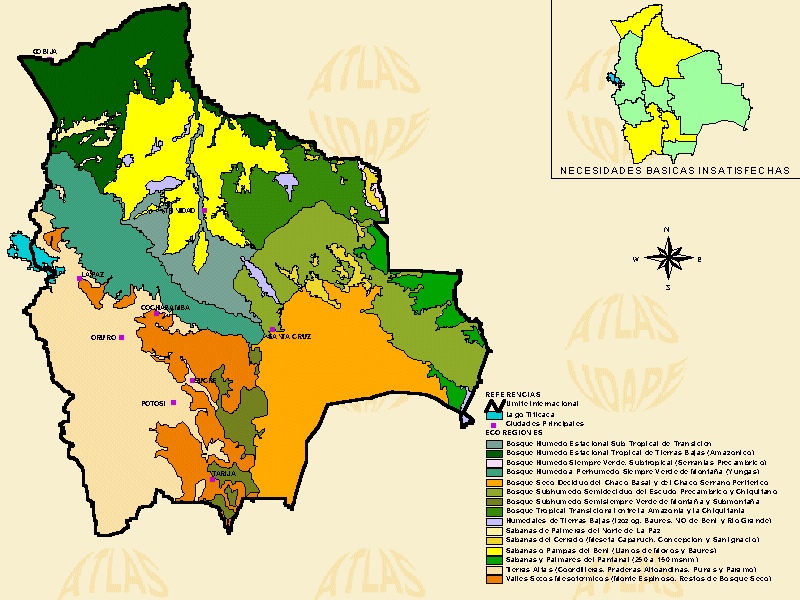 COBIJA
ATLAS
UDAPE
NECESIDADES BASICAS INSATISFECHAS
TRINIDAD
N
W E
S
LA PAZ
COCHABAMBA
ORURO
SANTA CRUZ
SUCRE
POTOSI
TARIJA
ATLAS
UDAPE
REFERENCIAS
Limite Internacional
Lago Titicaca
Ciudades Principales
ECOREGIONES
Bosque Humedo Estacional Sub Tropical de Transicion
Bosque Humedo Estacional Tropical de Tierras Bajas (Amazonico)
Bosque Humedo Siempre Verde, Subtropical (Serranias Precambrico)
Bosque Humedo a Perhumedo Siempre Verde de Montaña (Yungas)
Bosque Seco Deciduo del Chaco Basal y del Chaco Serrano Periferico
Bosque Subhumedo Semideciduo del Escudo Precambrico y Chiquitano
Bosque Subhumedo Semisiempre Verde de Montaña y Submontaña
Bosque Tropical Transicional entre la Amazonia y la Chiquitania
Humedales de Tierras Bajas (Izozog, Baures, NO de Beni y Rio Grande)
Sabanas de Palmeras del Norte de La Paz
Sabanas del Cerrado (Meseta Caparuch, Concepcion y San Ignacio)
Sabanas o Pampas del Beni (Llanos de Moxos y Baures)
Sabanas y Palmares del Pantanal (250 a 150 msnm)
Tierras Altas (Coordilleras, Praderas Altoandinas, Punas y Paramo)
Valles Secos Mesotermicos (Monte Espinoso, Restos de Bosque Seco)
ATLAS
ATLAS
ATLAS